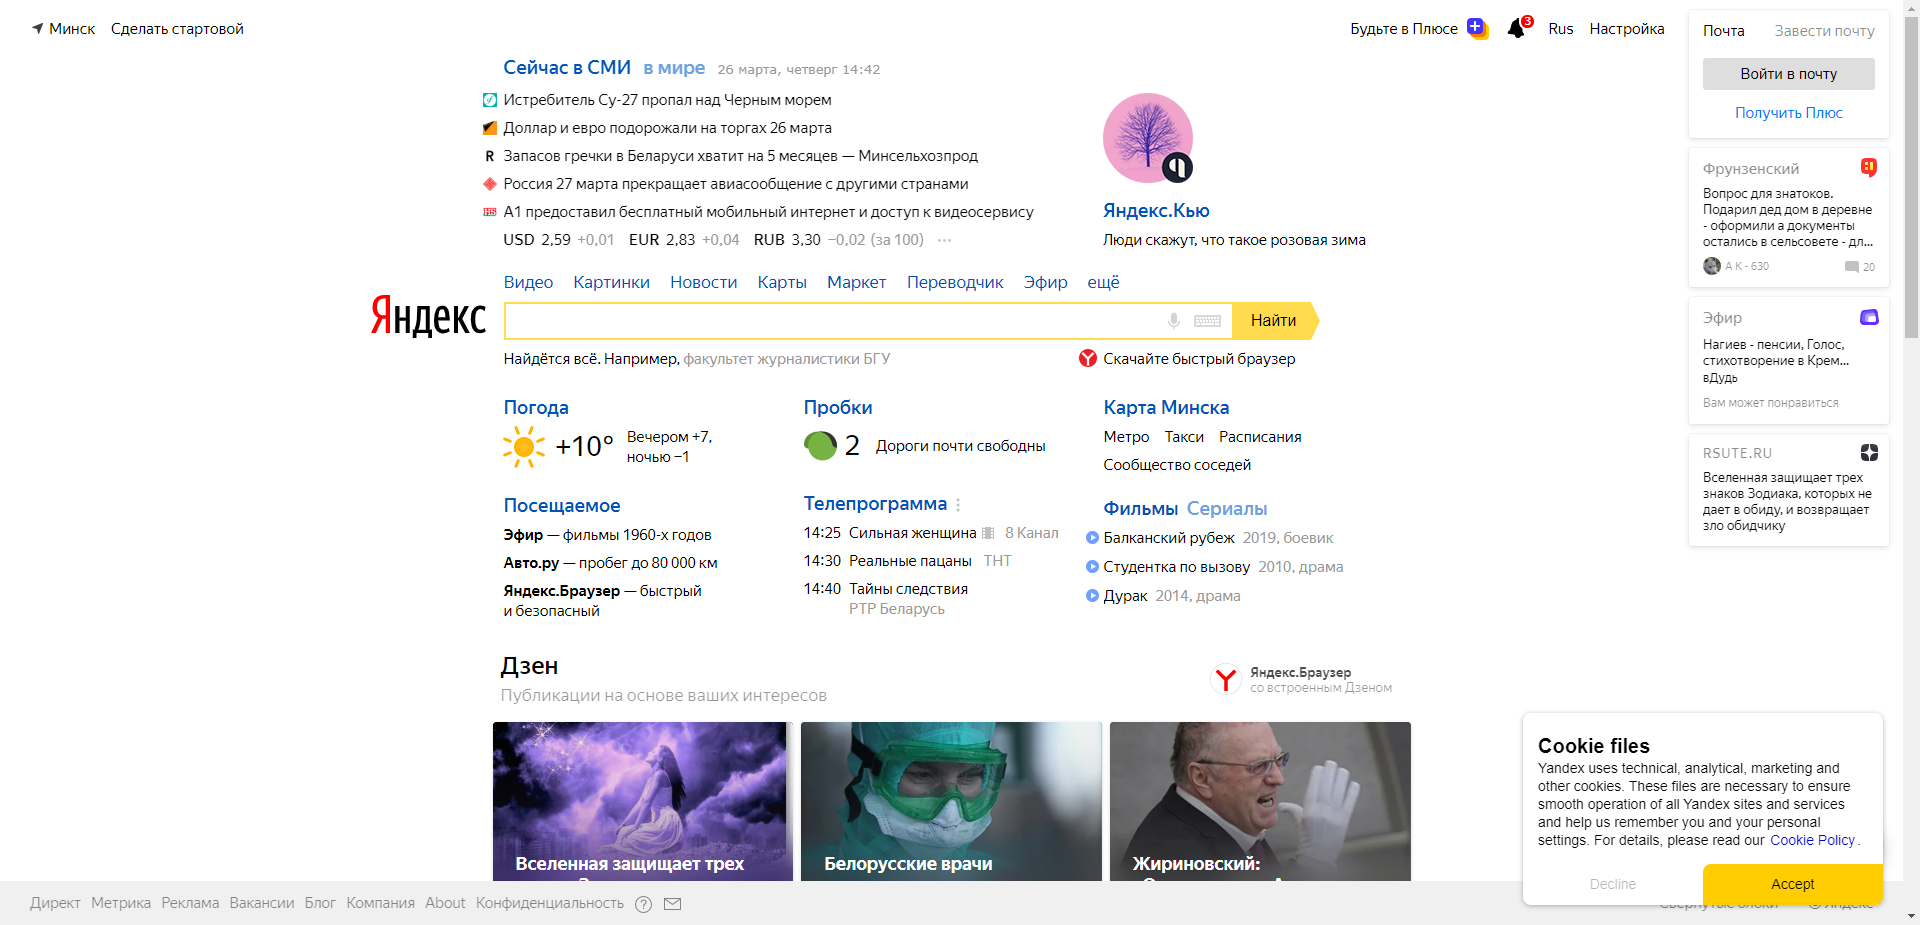 Минск Сделать стартовой
Будьте в Плюсе 3 Rus Настройка
Почта Завести почту
Войти в почту
Получить Плюс
Сейчас в СМИ в мире 26 марта, четверг 14:42
Истребитель Су-27 пропал над Черным морем
Доллар и евро подорожали на торгах 26 марта
R Запасов гречки в Беларуси хватит на 5 месяцев — Минсельхозпрод
Россия 27 марта прекращает авиасообщение с другими странами
А1 предоставил бесплатный мобильный интернет и доступ к видеосервису
USD 2,59 +0,01 EUR 2,83 +0,04 RUB 3,30 −0,02 (за 100) ···
Яндекс.Кью
Люди скажут, что такое розовая зима
Фрунзенский
Вопрос для знатоков.
Подарил дед дом в деревне
- оформили а документы
остались в сельсовете - дл...
А К - 630 20
Видео Картинки Новости Карты Маркет Переводчик Эфир ещё
Яндекс
Найти
Найдётся всё. Например, факультет журналистики БГУ
Скачайте быстрый браузер
Эфир
Нагиев - пенсии, Голос,
стихотворение в Крем...
вДудь
Вам может понравиться
Погода
+10° Вечером +7,
ночью −1
Пробки
2 Дороги почти свободны
Карта Минска
Метро Такси Расписания
Сообщество соседей
RSUTE.RU
Вселенная защищает трех
знаков Зодиака, которых не
дает в обиду, и возвращает
зло обидчику
Посещаемое
Эфир — фильмы 1960-х годов
Авто.ру — пробег до 80 000 км
Яндекс.Браузер — быстрый
и безопасный
Телепрограмма
14:25 Сильная женщина 8 Канал
14:30 Реальные пацаны ТНТ
14:40 Тайны следствия
РТР Беларусь
Фильмы Сериалы
Балканский рубеж 2019, боевик
Студентка по вызову 2010, драма
Дурак 2014, драма
Дзен
Публикации на основе ваших интересов
Яндекс.Браузер
со встроенным Дзеном
Вселенная защищает трех
Белорусские врачи
Жириновский:
Cookie files
Yandex uses technical, analytical, marketing and
other cookies. These files are necessary to ensure
smooth operation of all Yandex sites and services
and help us remember you and your personal
settings. For details, please read our Cookie Policy.
Decline Accept
Директ Метрика Реклама Вакансии Блог Компания About Конфиденциальность ?